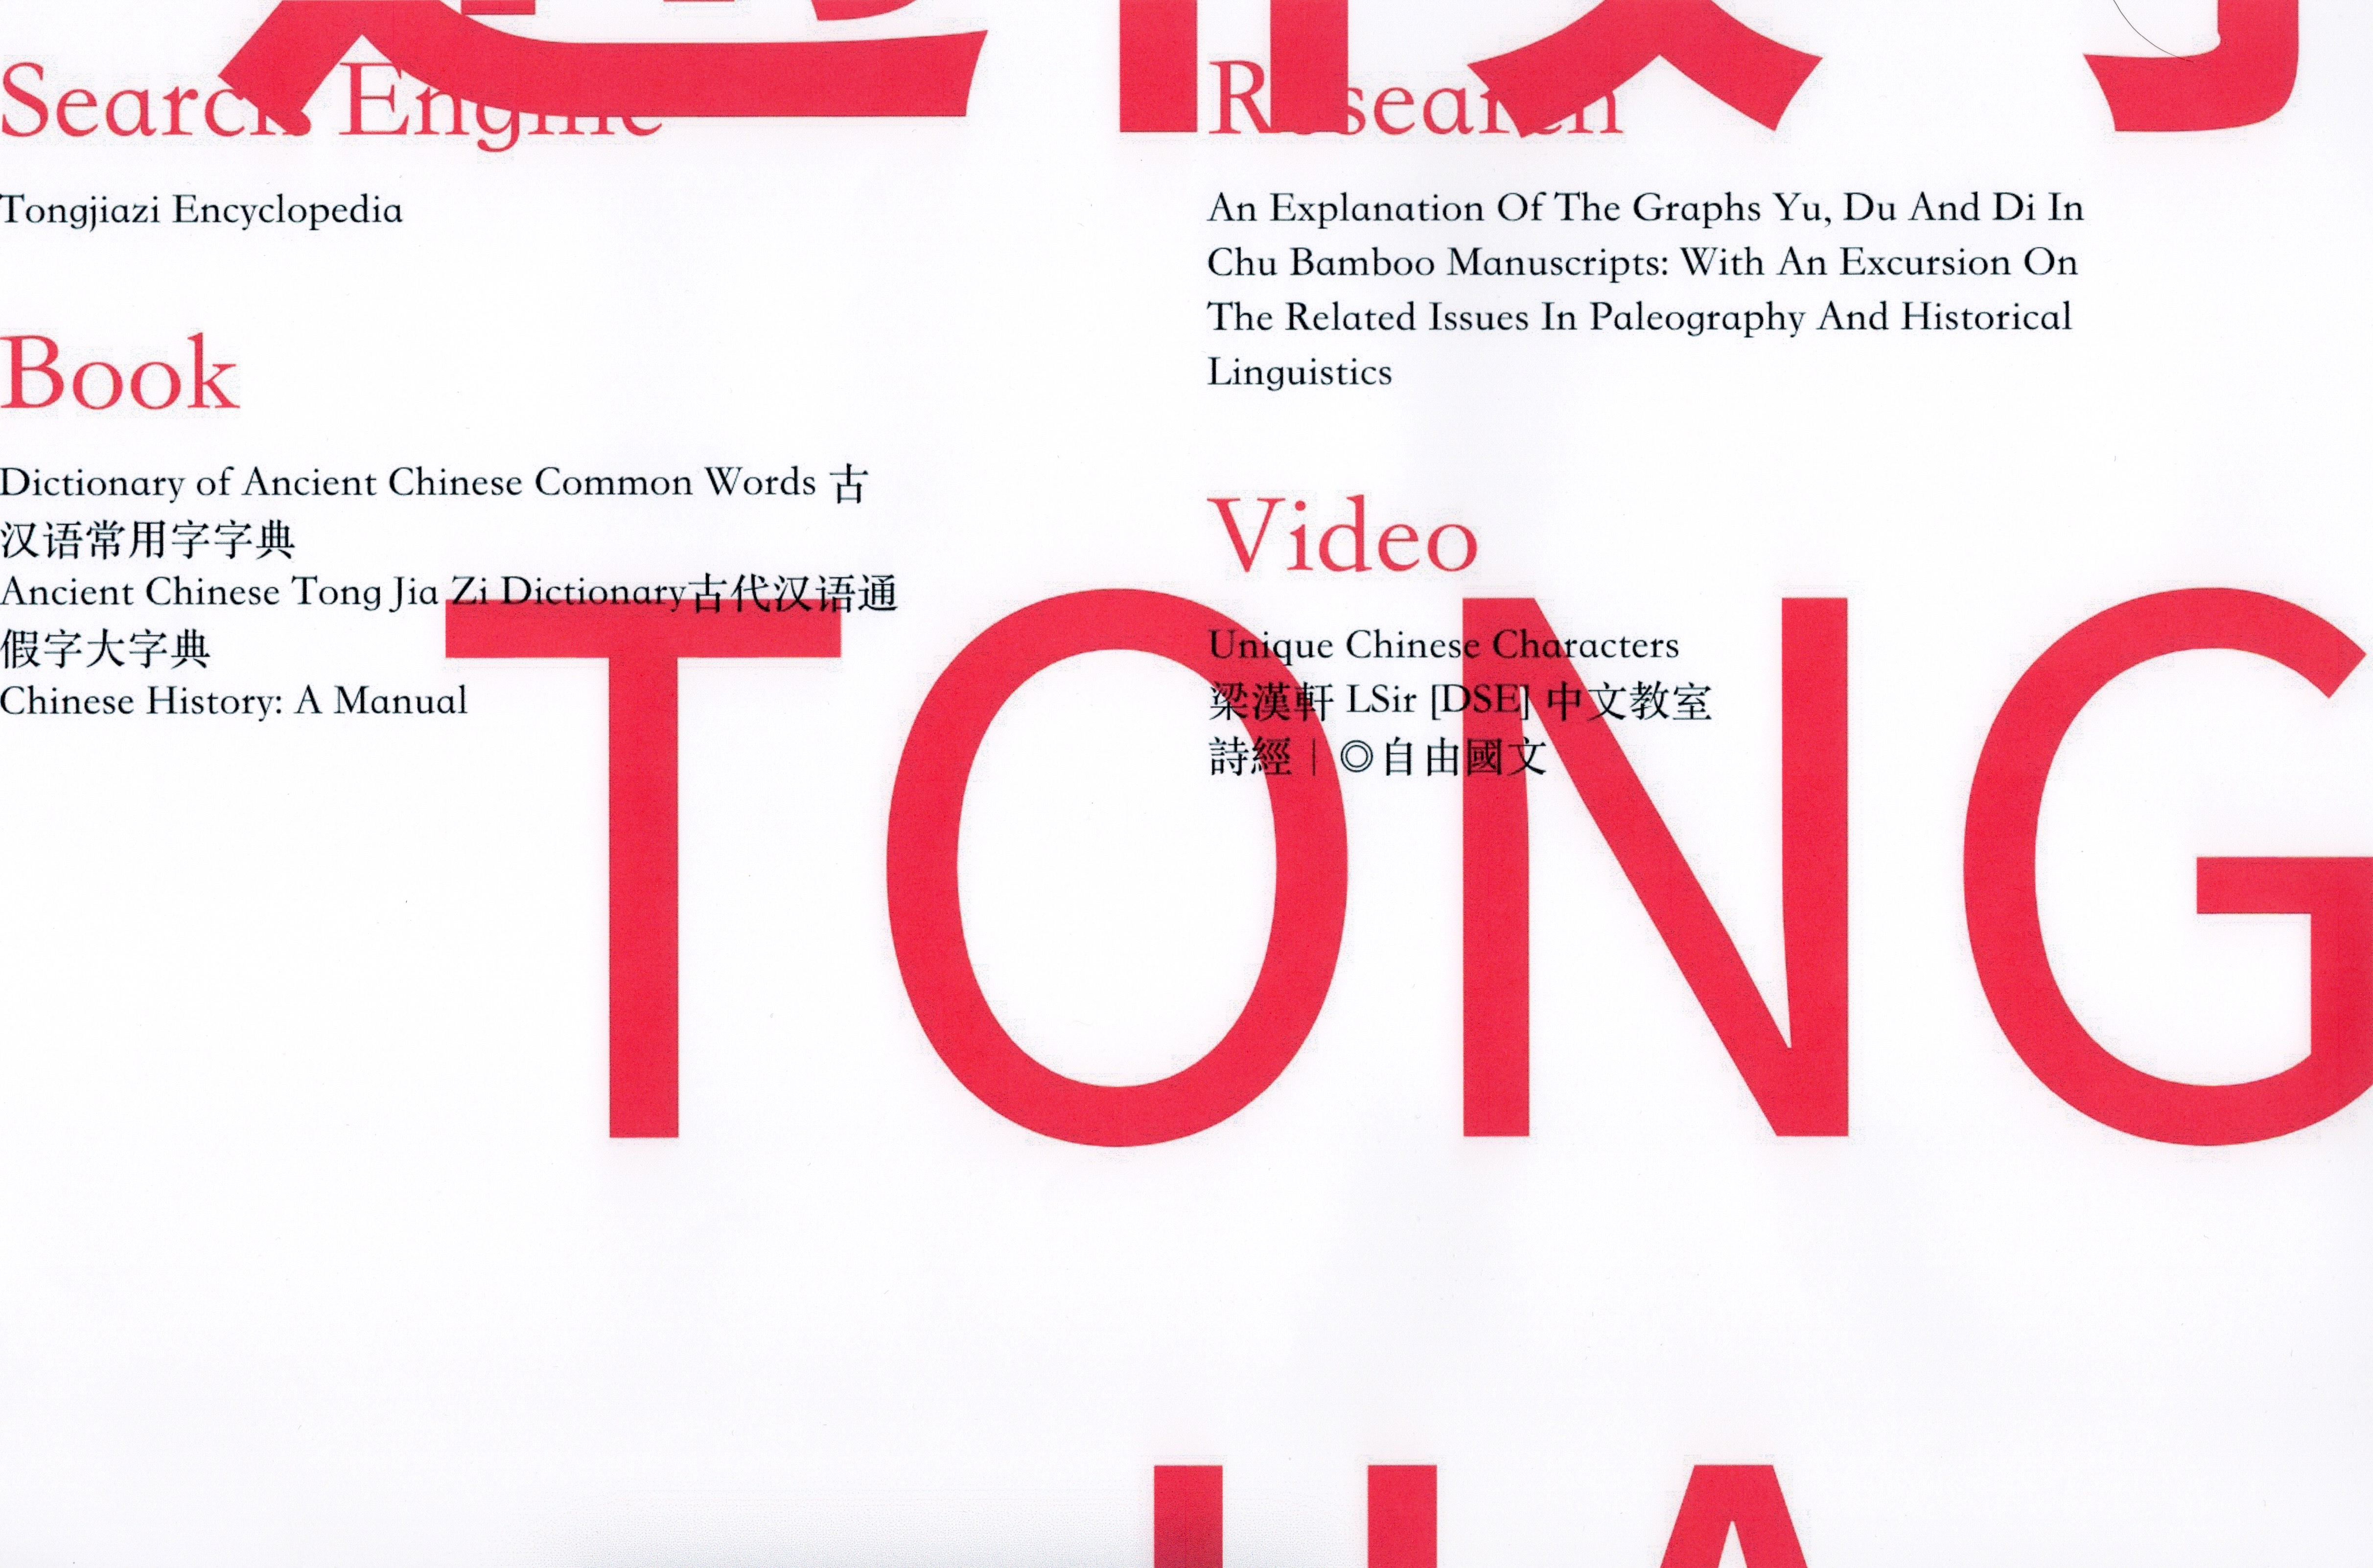 Search Engine
Tongjiazi Encyclopedia
Book
Dictionary of Ancient Chinese Common Words 古
汉语常用字字典
Ancient Chinese Tong Jia Zi Dictionary古代汉语通
假字大字典
Chinese History: A Manual
Research
An Explanation Of The Graphs Yu, Du And Di In
Chu Bamboo Manuscripts: With An Excursion On
The Related Issues In Paleography And Historical
Linguistics
Video
Unique Chinese Characters
梁漢軒 LSir [DSE] 中文教室
詩經｜◎自由國文
TONG